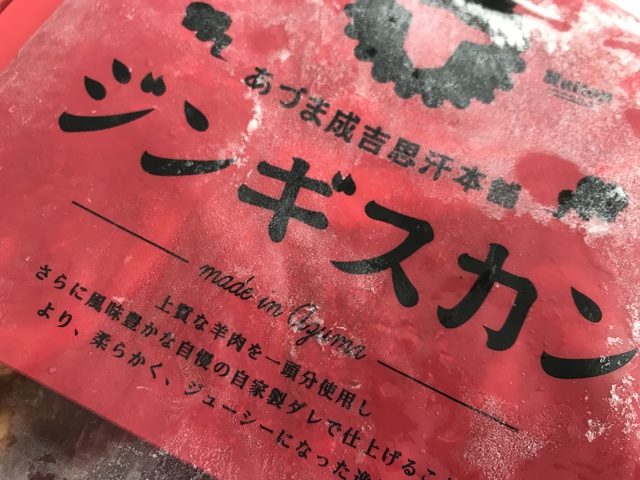 あづま成吉思汗本舗
ジンギスカン
made in Azuma
上質な羊肉を一頭分使用し
さらに風味豊かな自慢の自家製ダレで仕上げること
より、柔らかく、ジューシーになった逸